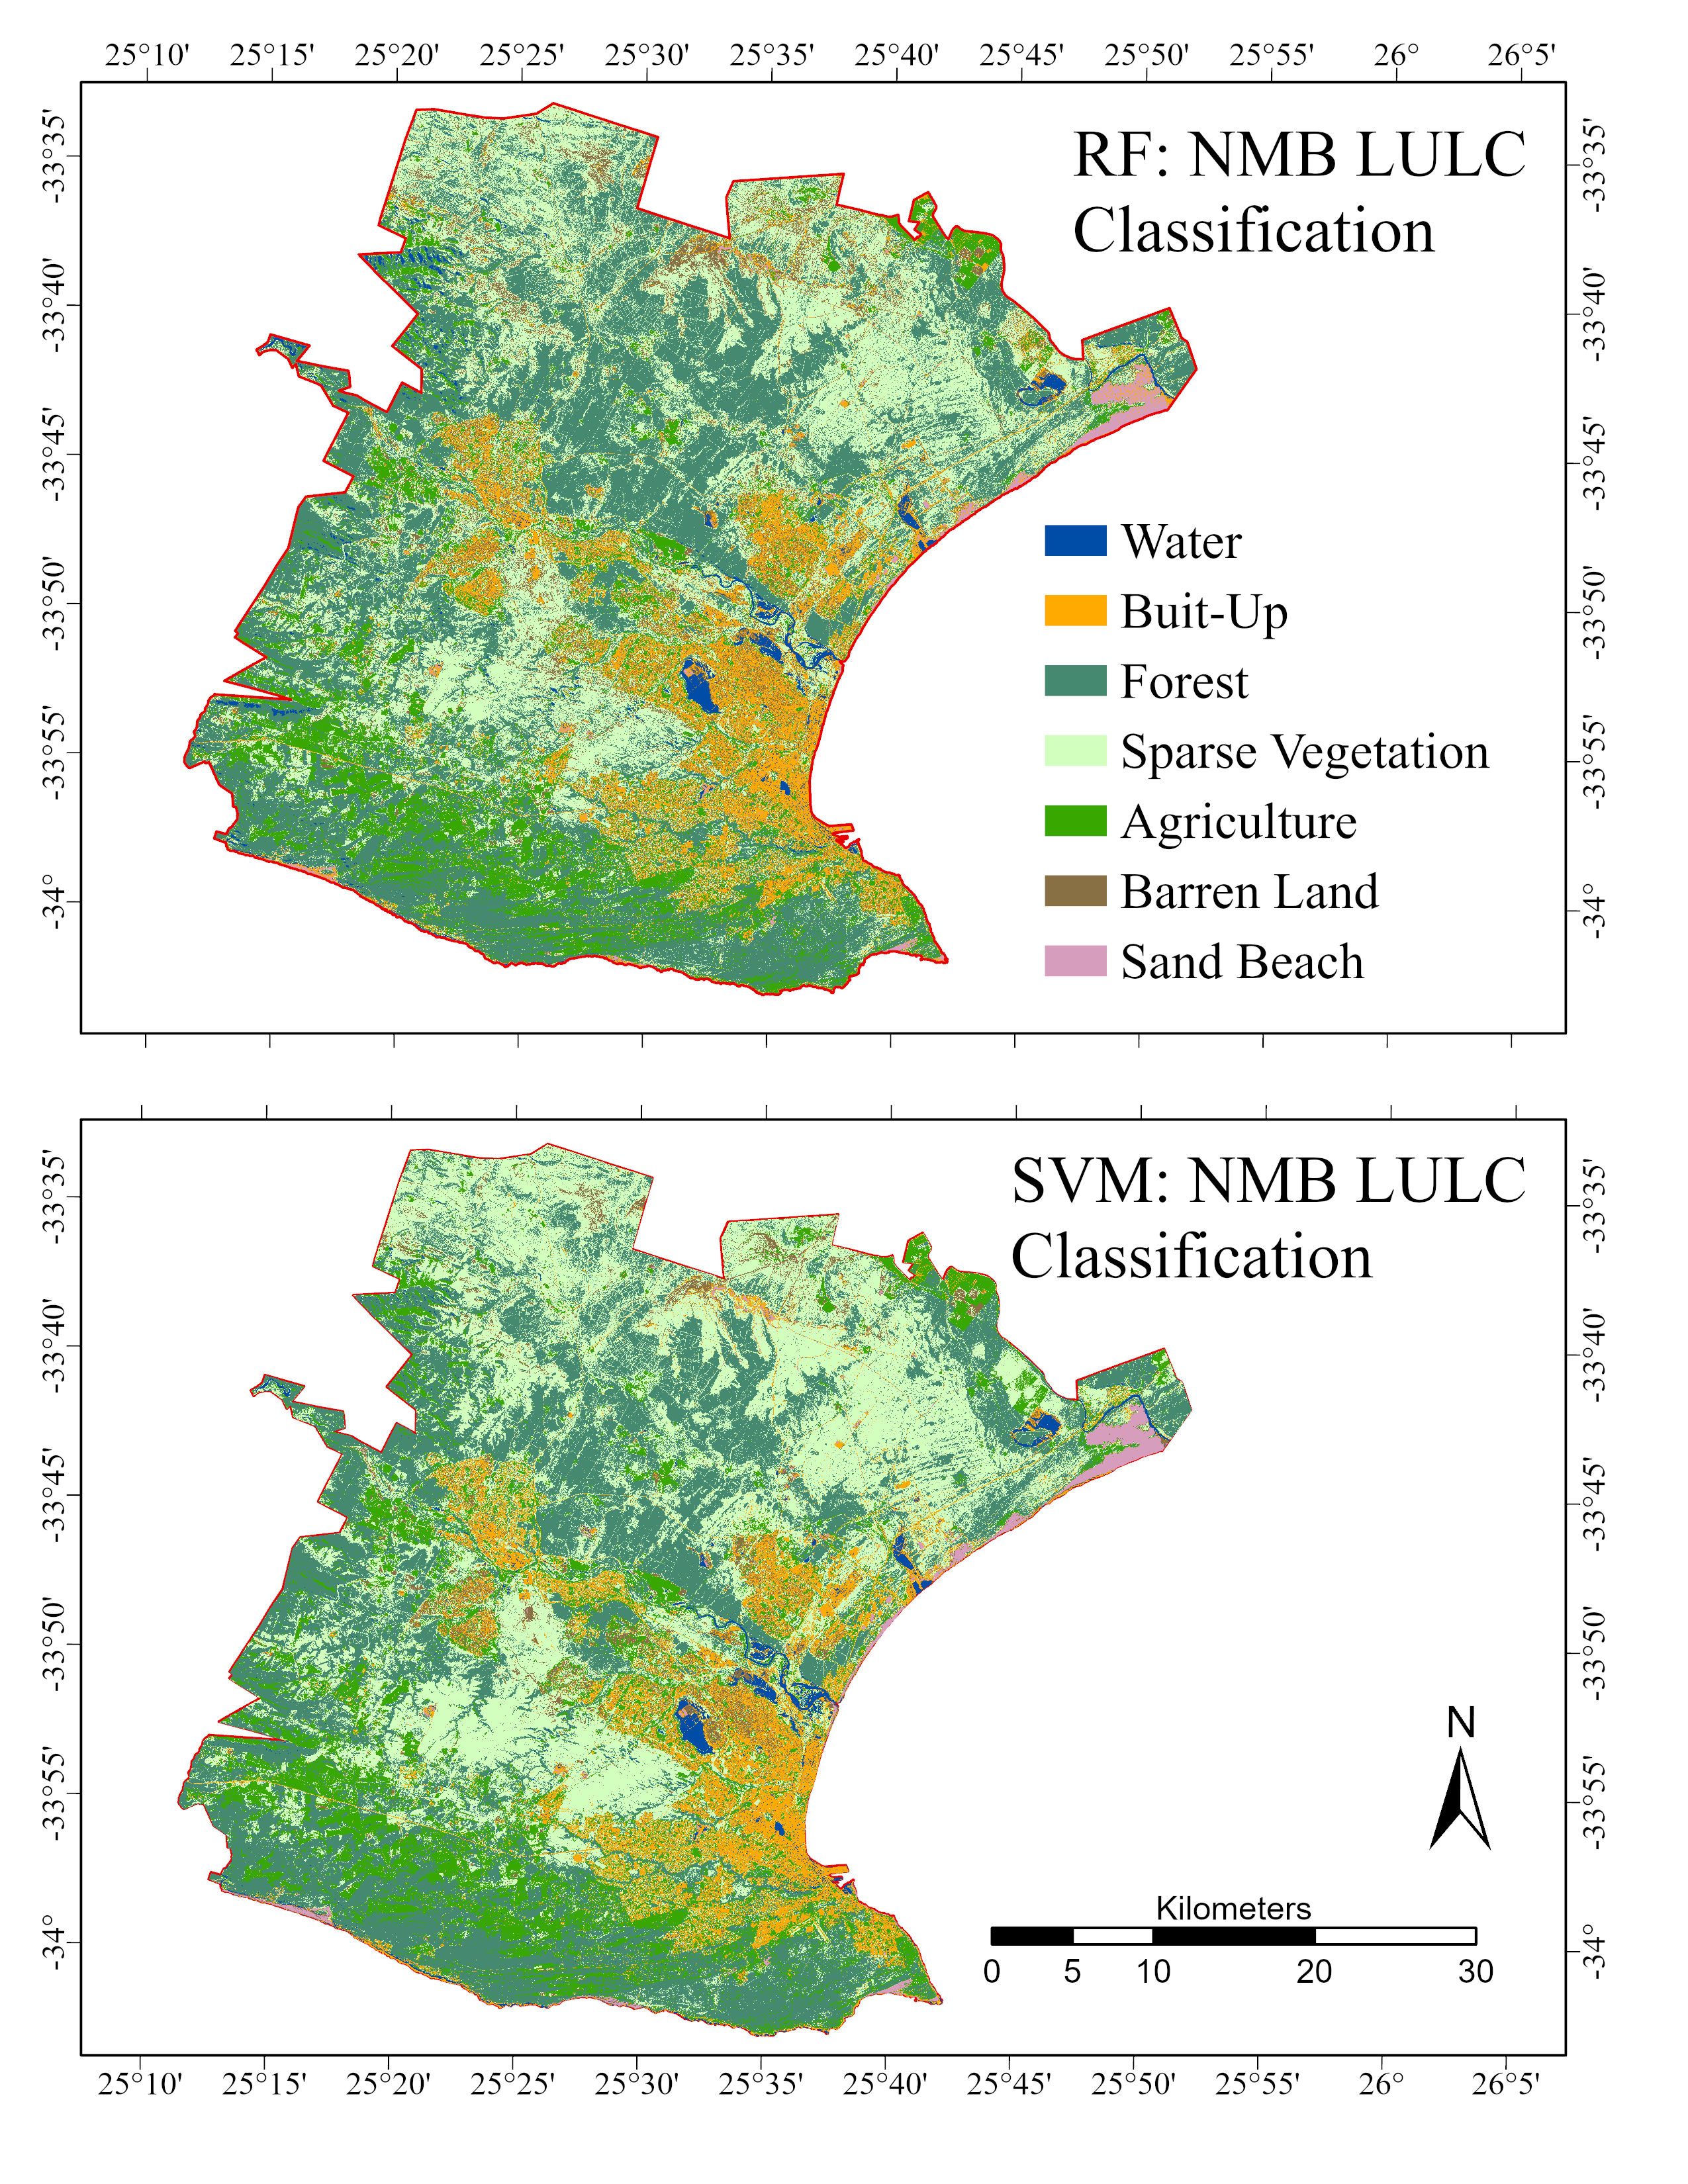 25°10' 25°15' 25°20' 25°25' 25°30' 25°35' 25°40' 25°45' 25°50' 25°55' 26° 26°5'
RF: NMB LULC
Classification
-33°35' -33°35'
-33°40' -33°40'
-33°45' -33°45'
-33°50' -33°50'
-33°55' -33°55'
-34° -34°
Water
Buit-Up
Forest
Sparse Vegetation
Agriculture
Barren Land
Sand Beach
SVM: NMB LULC
Classification
-33°35' -33°35'
-33°40' -33°40'
-33°45' -33°45'
-33°50' -33°50'
-33°55' -33°55'
-34° -34°
N
Kilometers
0 5 10 20 30
25°10' 25°15' 25°20' 25°25' 25°30' 25°35' 25°40' 25°45' 25°50' 25°55' 26° 26°5'